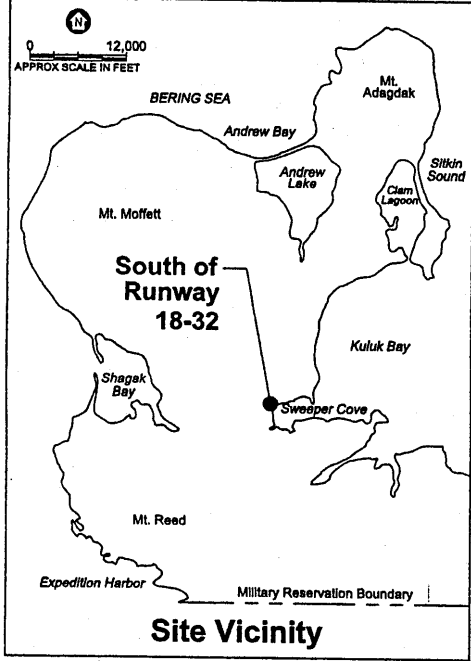 N
0 12,000
APPROX SCALE IN FEET
BERING SEA
Mt.
Adagdak
Andrew Bay
Sitkin
Sound
Andrew
Lake
Clam
Lagoon
Mt. Moffett
South of
Runway
18-32
Kuluk Bay
Shagak
Bay
Sweeper Cove
Mt. Reed
Expedition Harbor
Military Reservation Boundary
Site Vicinity